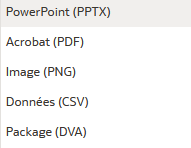 PowerPoint (PPTX)
Acrobat (PDF)
Image (PNG)
Données (CSV)
Package (DVA)